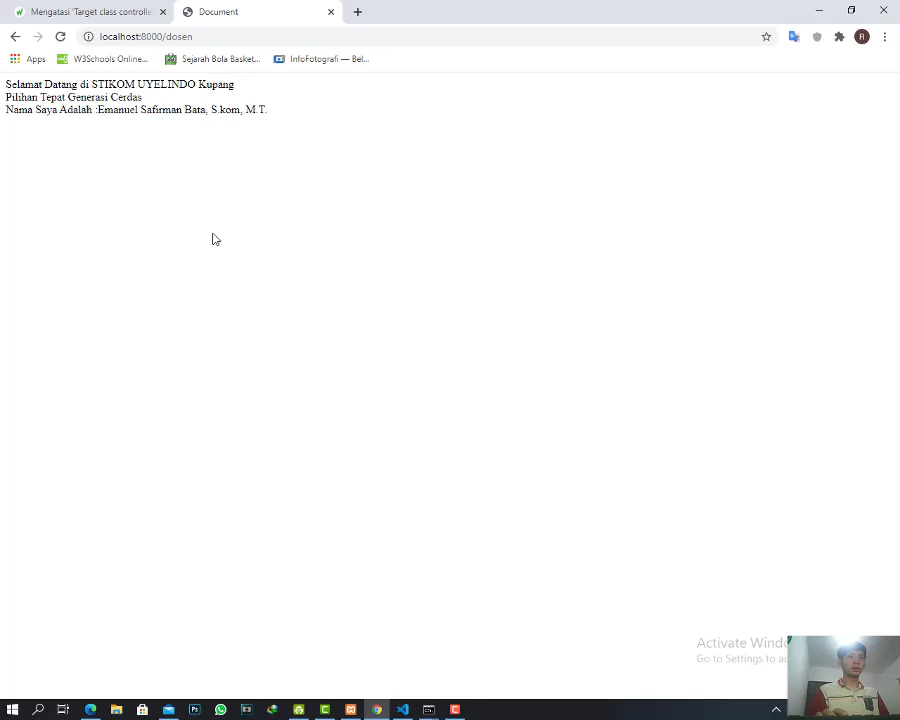 Mengatasi 'Target class controlle
Document
localhost:8000/dosen
R
Apps
W3Schools Online...
Sejarah Bola Basket...
InfoFotografi — Bel...
Selamat Datang di STIKOM UYELINDO Kupang
Pilihan Tepat Generasi Cerdas
Nama Saya Adalah :Emanuel Safirman Bata, S.kom, M.T.
Activate Windo
Go to Settings to ac